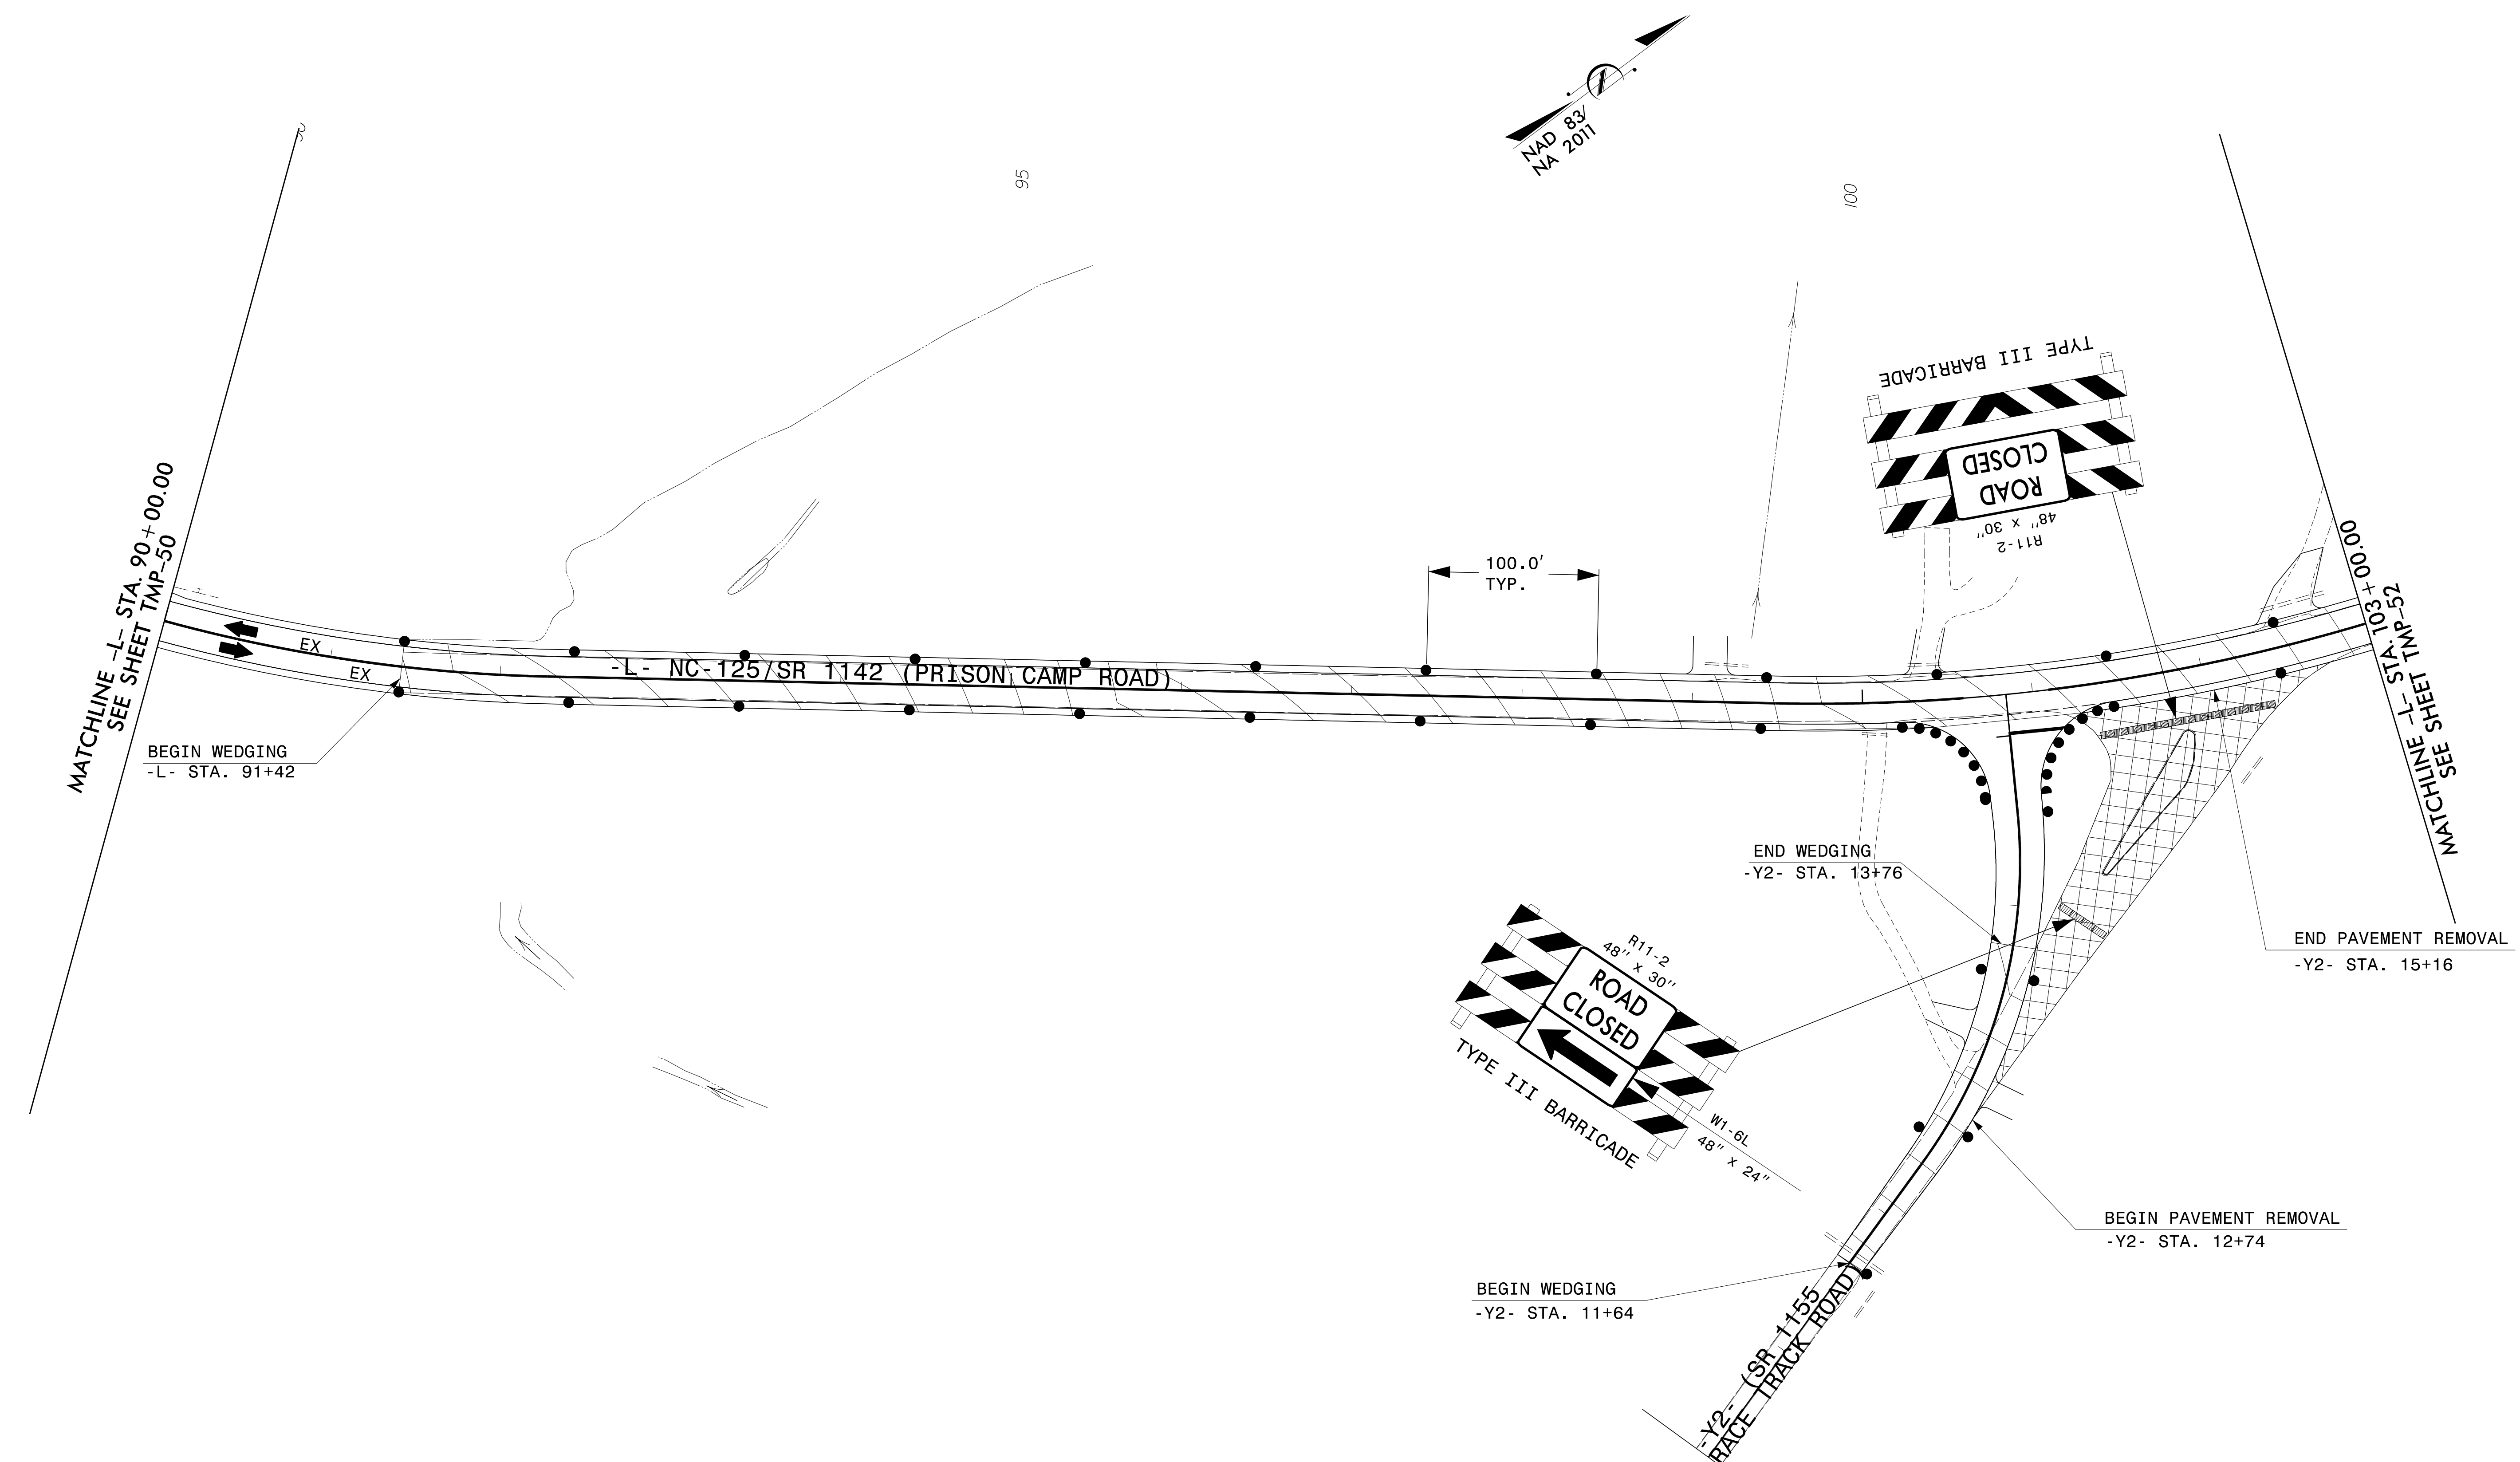 NAD 83/
NA 2011
95
100
MATCHLINE -L- STA. 90+00.00
SEE SHEET TMP-50
MATCHLINE -L- STA. 103+00.00
SEE SHEET TMP-52
TYPE III BARRICADE
ROAD
CLOSED
48" x 30"
R11-2
100.0'
TYP.
EX
EX
-L- NC-125/SR 1142 (PRISON CAMP ROAD)
BEGIN WEDGING
-L- STA. 91+42
END WEDGING
-Y2- STA. 13+76
R11-2
48" x 30"
ROAD
CLOSED
TYPE III BARRICADE
W1-6L
48" x 24"
END PAVEMENT REMOVAL
-Y2- STA. 15+16
BEGIN PAVEMENT REMOVAL
-Y2- STA. 12+74
BEGIN WEDGING
-Y2- STA. 11+64
-Y2- (SR 1155
RACE TRACK ROAD)